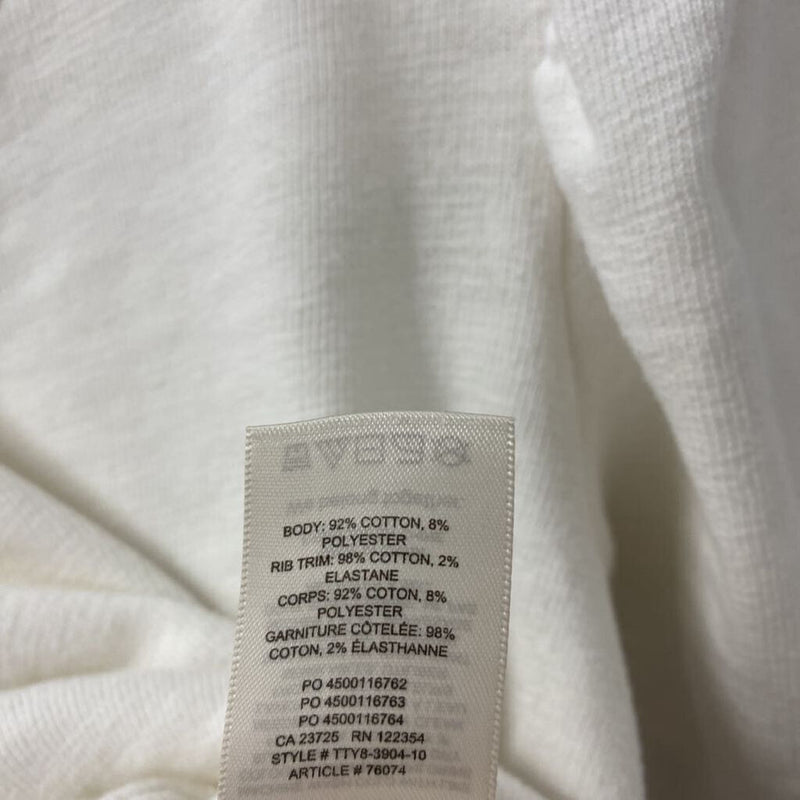 BODY: 92% COTTON, 8%
POLYESTER
RIB TRIM: 98% COTTON, 2%
ELASTANE
CORPS: 92% COTON, 8%
POLYESTER
GARNITURE CÔTELÉE: 98%
COTON, 2% ÉLASTHANNE
PO 4500116762
PO 4500116763
PO 4500116764
CA 23725 RN 122354
STYLE # TTY8-3904-10
ARTICLE # 76074